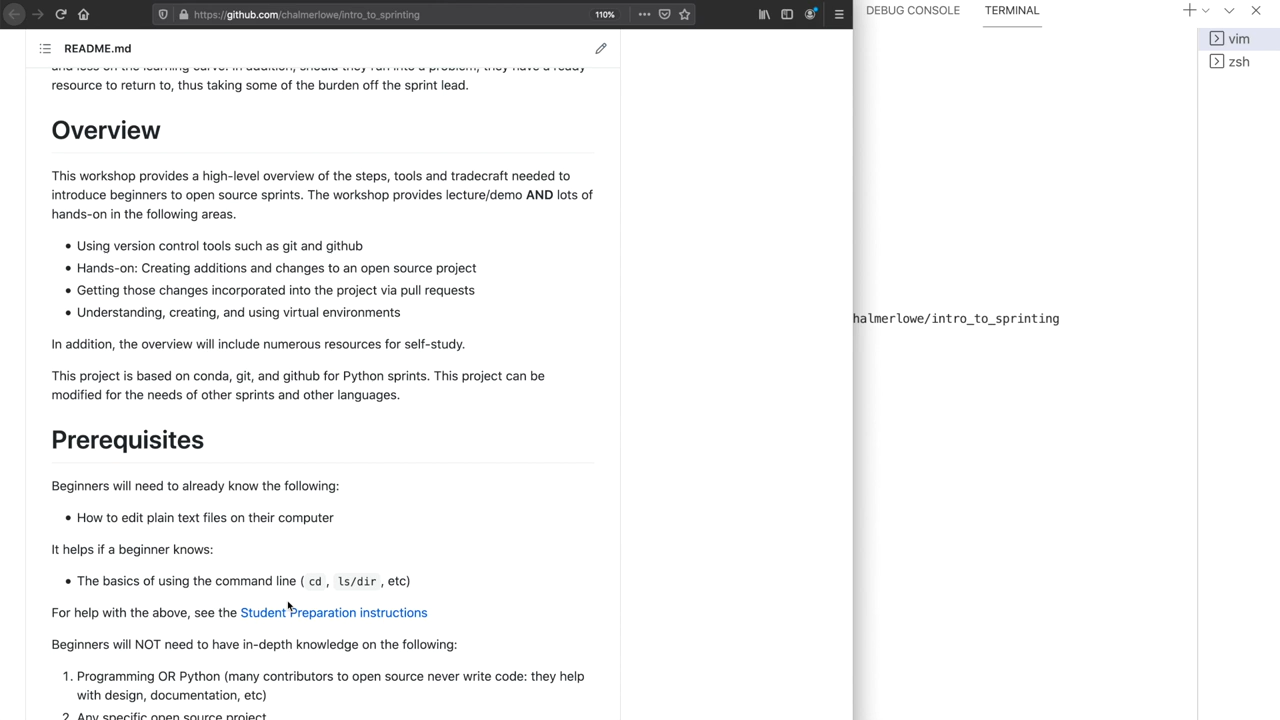 https://github.com/chalmerlowe/intro_to_sprinting
110%
DEBUG CONSOLE
TERMINAL
vim
zsh
README.md
and less on the learning curve. In addition, should they run into a problem, they have a ready
resource to return to, thus taking some of the burden off the sprint lead.
Overview
This workshop provides a high-level overview of the steps, tools and tradecraft needed to
introduce beginners to open source sprints. The workshop provides lecture/demo AND lots of
hands-on in the following areas.
• Using version control tools such as git and github
• Hands-on: Creating additions and changes to an open source project
• Getting those changes incorporated into the project via pull requests
• Understanding, creating, and using virtual environments
In addition, the overview will include numerous resources for self-study.
This project is based on conda, git, and github for Python sprints. This project can be
modified for the needs of other sprints and other languages.
Prerequisites
Beginners will need to already know the following:
• How to edit plain text files on their computer
It helps if a beginner knows:
• The basics of using the command line ( cd , ls/dir , etc)
For help with the above, see the Student Preparation instructions
Beginners will NOT need to have in-depth knowledge on the following:
1. Programming OR Python (many contributors to open source never write code: they help
with design, documentation, etc)
2. Any specific open source project
halmerlowe/intro_to_sprinting